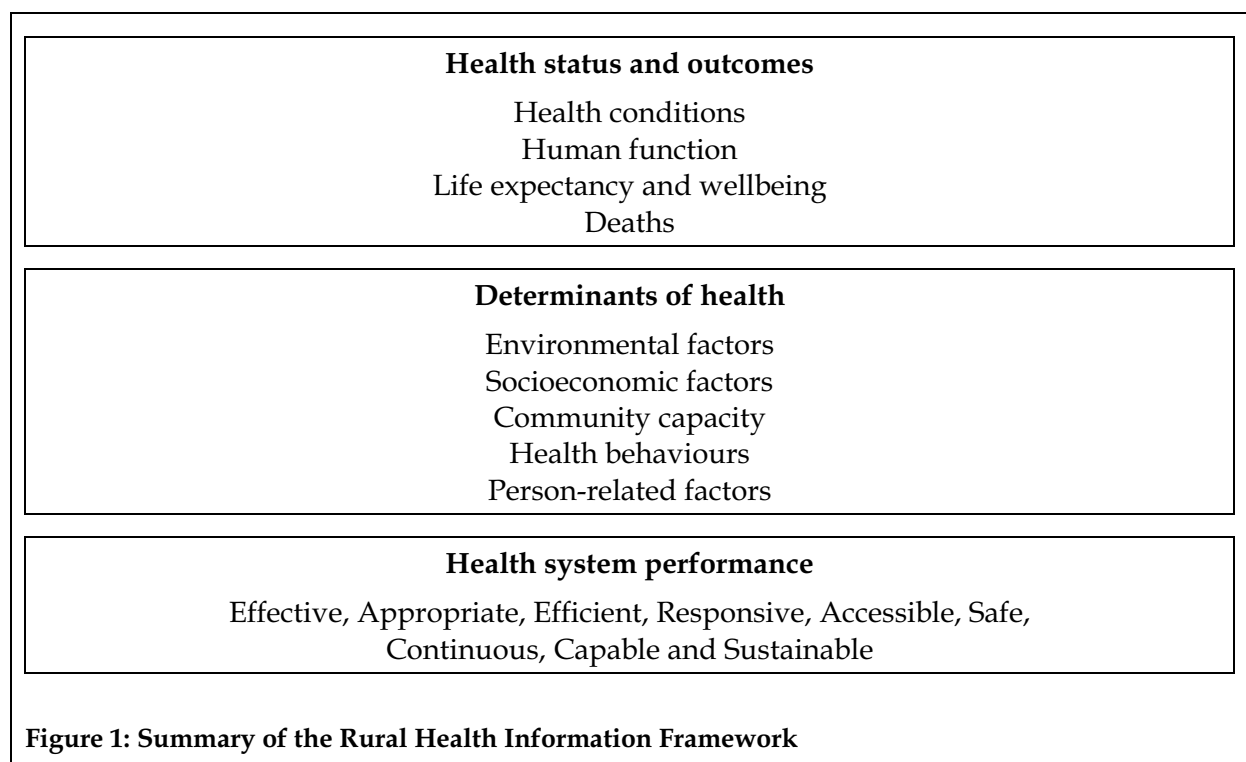 Health status and outcomes
Health conditions
Human function
Life expectancy and wellbeing
Deaths
Determinants of health
Environmental factors
Socioeconomic factors
Community capacity
Health behaviours
Person-related factors
Health system performance
Effective, Appropriate, Efficient, Responsive, Accessible, Safe,
Continuous, Capable and Sustainable
Figure 1: Summary of the Rural Health Information Framework